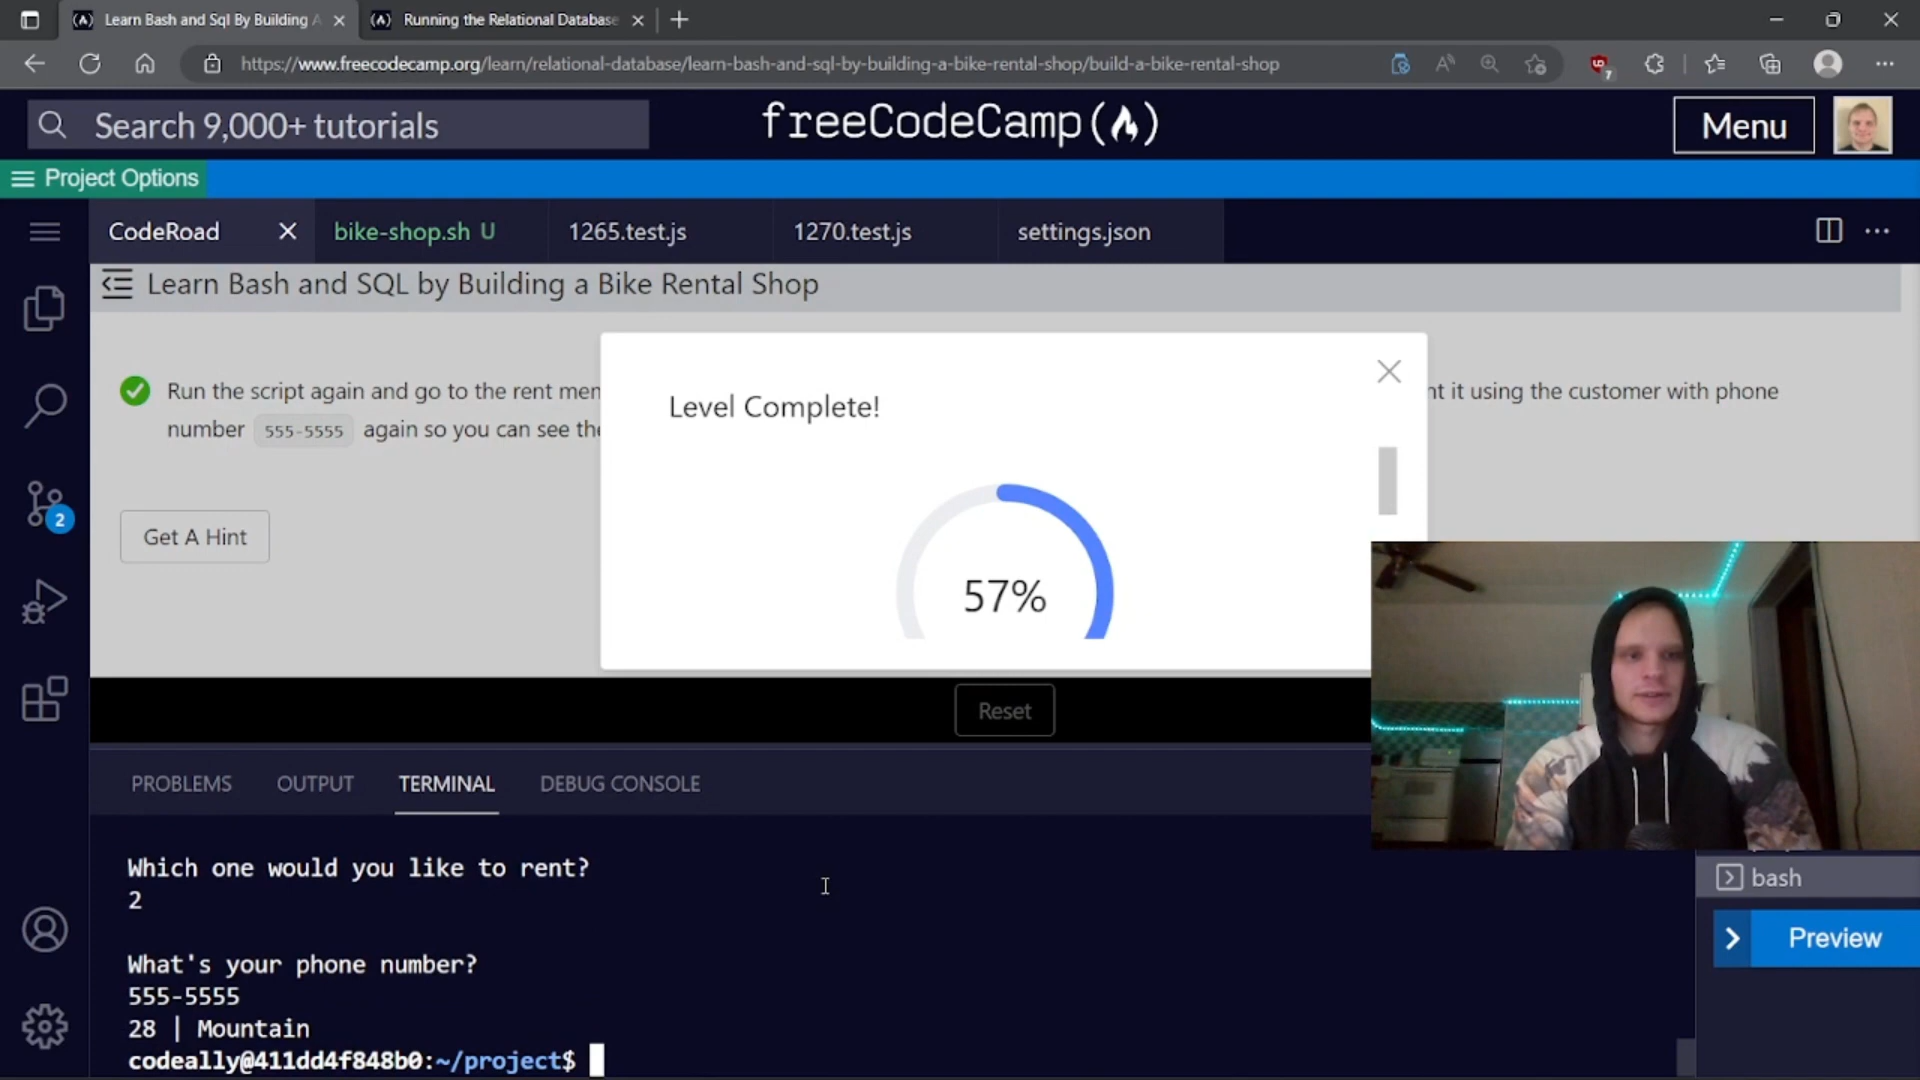 Learn Bash and Sql By Building A
Running the Relational Database
https://www.freecodecamp.org/learn/relational-database/learn-bash-and-sql-by-building-a-bike-rental-shop/build-a-bike-rental-shop
7
Search 9,000+ tutorials
freeCodeCamp(🔥)
Menu
Project Options
CodeRoad
bike-shop.sh U
1265.test.js
1270.test.js
settings.json
Learn Bash and SQL by Building a Bike Rental Shop
Run the script again and go to the rent men
nt it using the customer with phone
number 555-5555 again so you can see the
Get A Hint
Level Complete!
57%
2
Reset
PROBLEMS
OUTPUT
TERMINAL
DEBUG CONSOLE
Which one would you like to rent?
2
What's your phone number?
555-5555
28 | Mountain
codeally@411dd4f848b0:~/project$
bash
Preview